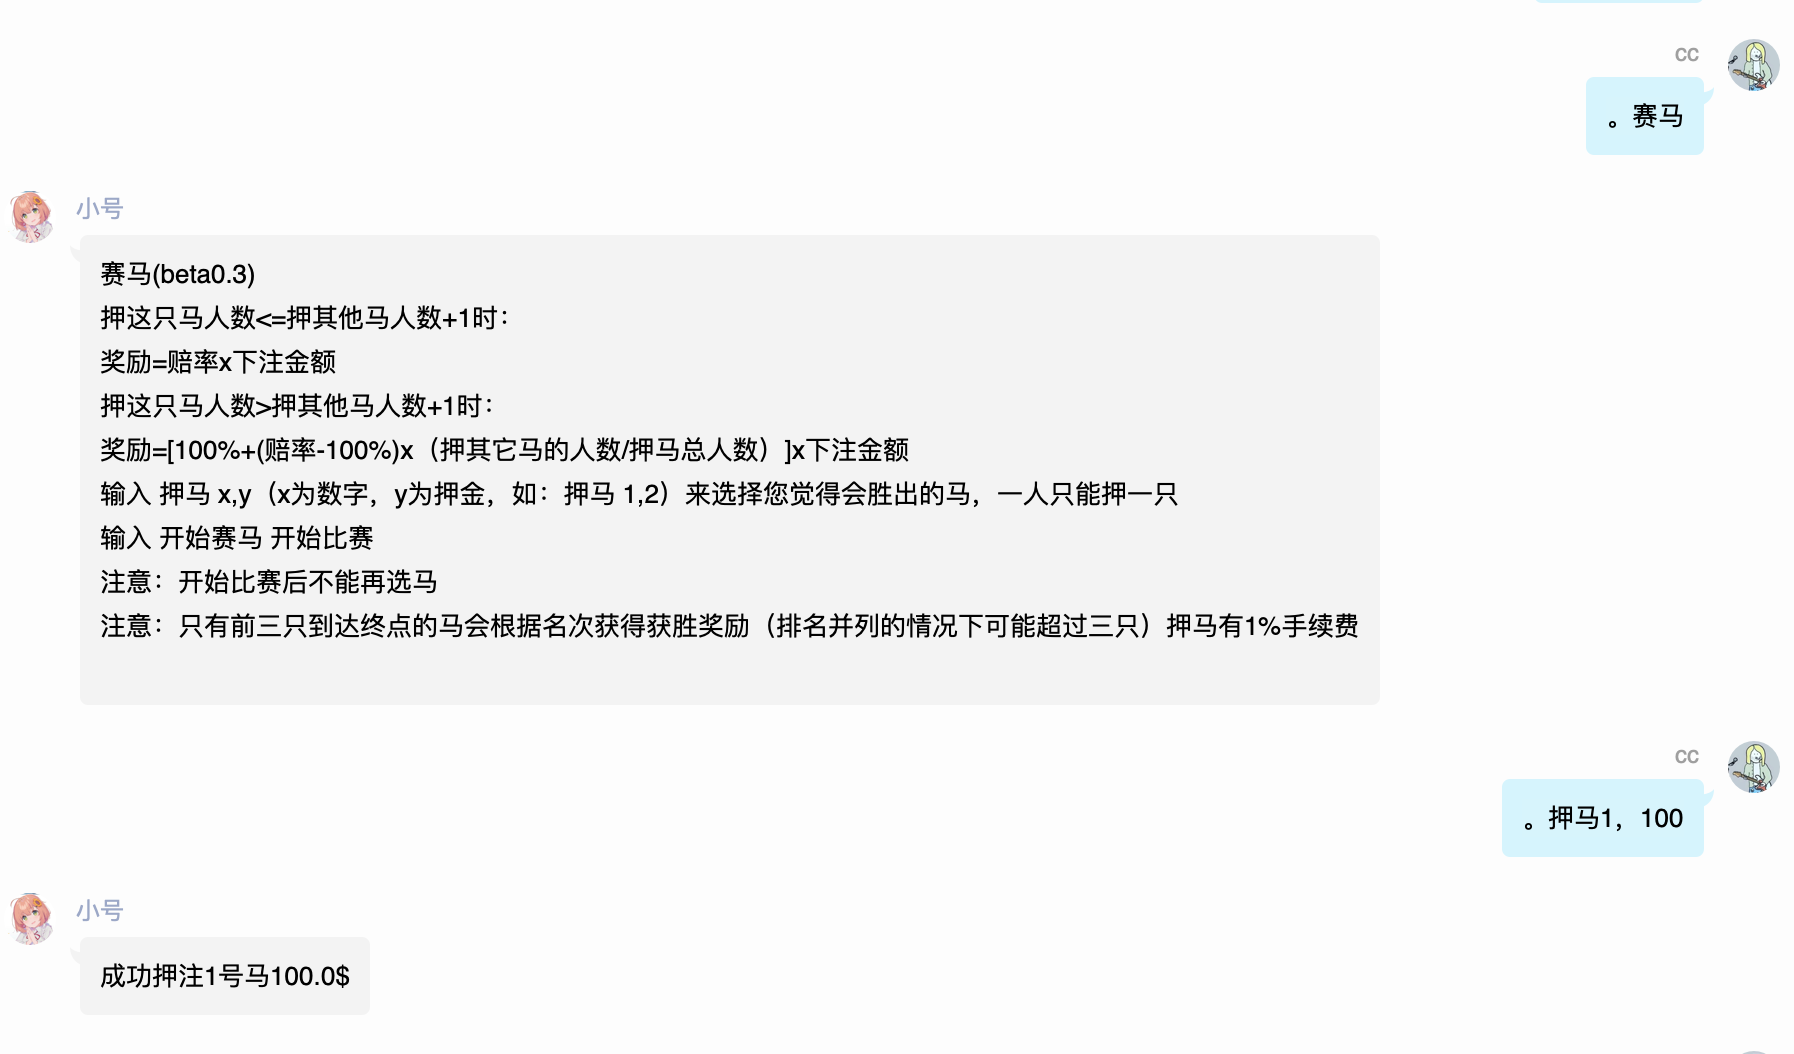 CC
。赛马
小号
赛马(beta0.3)
押这只马人数<=押其他马人数+1时：
奖励=赔率x下注金额
押这只马人数>押其他马人数+1时：
奖励=[100%+(赔率-100%)x（押其它马的人数/押马总人数）]x下注金额
输入 押马 x,y（x为数字，y为押金，如：押马 1,2）来选择您觉得会胜出的马，一人只能押一只
输入 开始赛马 开始比赛
注意：开始比赛后不能再选马
注意：只有前三只到达终点的马会根据名次获得获胜奖励（排名并列的情况下可能超过三只）押马有1%手续费
CC
。押马1，100
小号
成功押注1号马100.0$